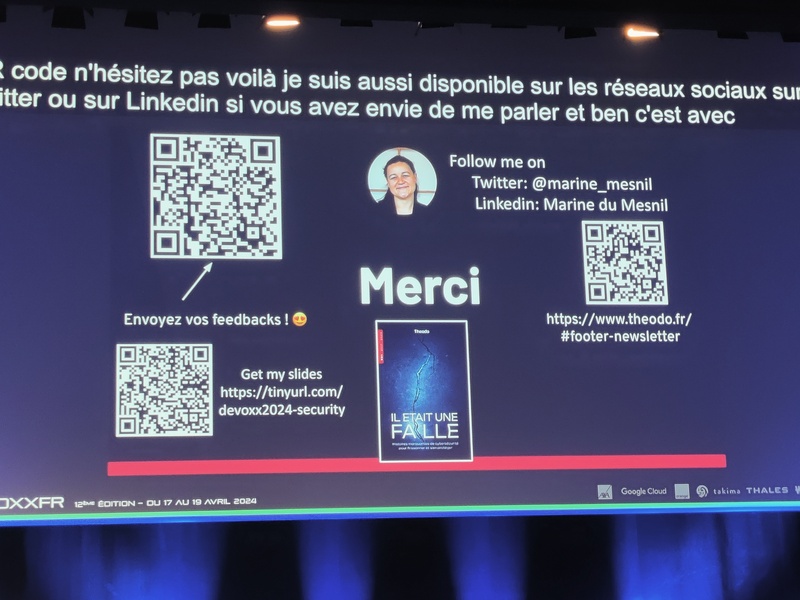 R code n'hésitez pas voilà je suis aussi disponible sur les réseaux sociaux sur
itter ou sur Linkedin si vous avez envie de me parler et ben c'est avec
Follow me on
Twitter: @marine_mesnil
Linkedin: Marine du Mesnil
Merci
Envoyez vos feedbacks ! 😍
https://www.theodo.fr/
#footer-newsletter
Get my slides
https://tinyurl.com/
devoxx2024-security
Theodo
IL ÉTAIT UNE
FAILLE
OXXFR 12ème ÉDITION – DU 17 AU 19 AVRIL 2024
Google Cloud takima THALES